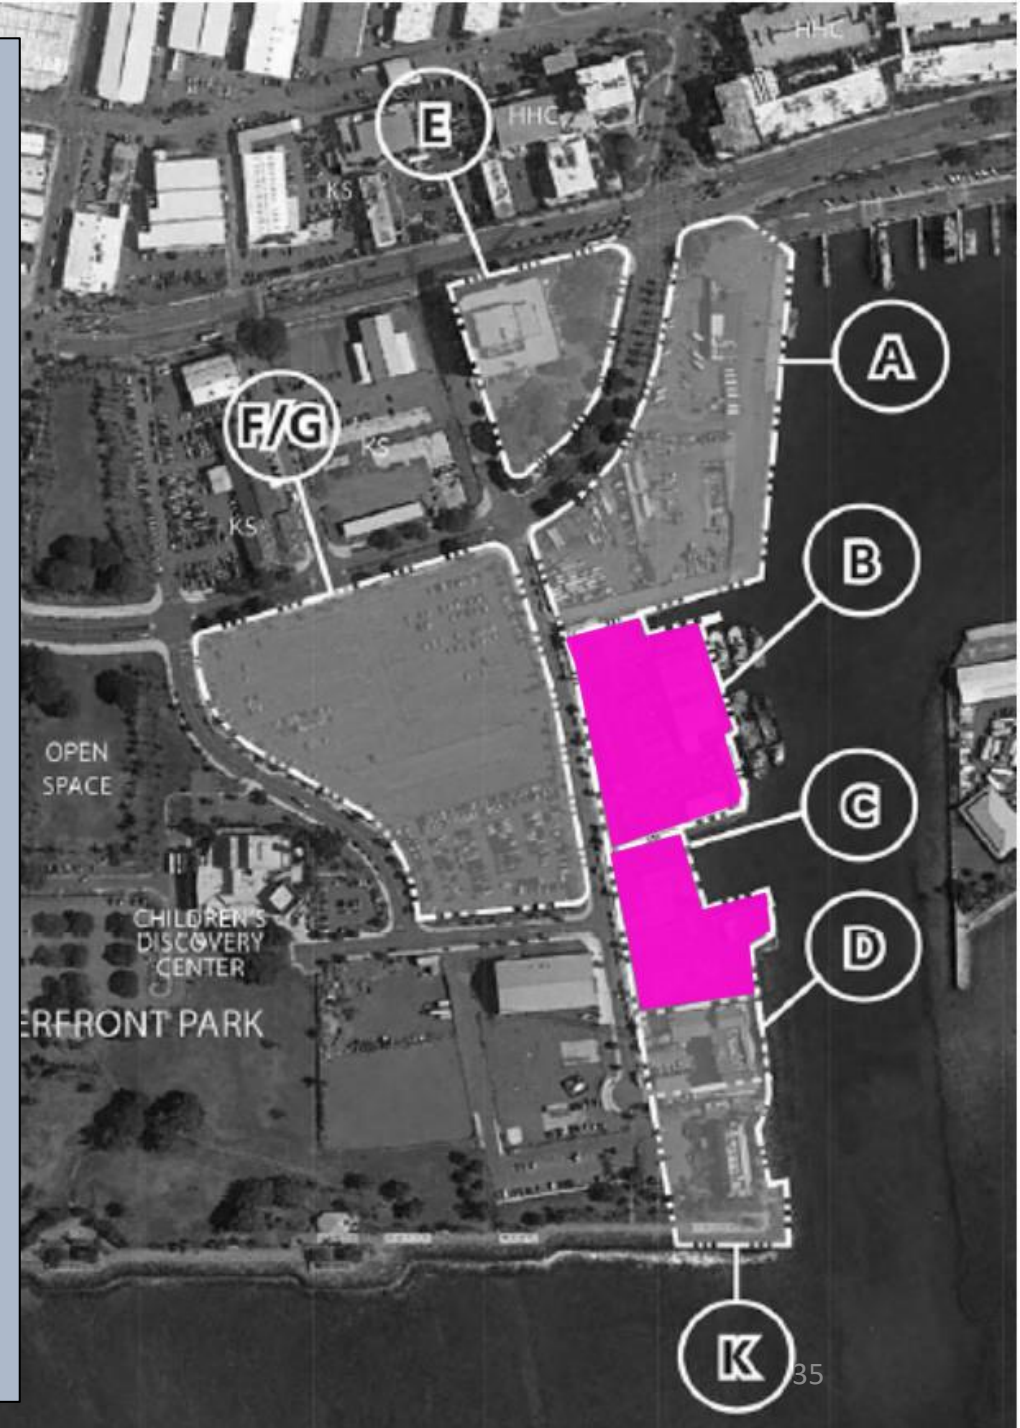 HHC
E
HHC
KS
A
F/G
KS
KS
B
OPEN
SPACE
C
CHILDREN'S
DISCOVERY
CENTER
D
ERFRONT PARK
K
35